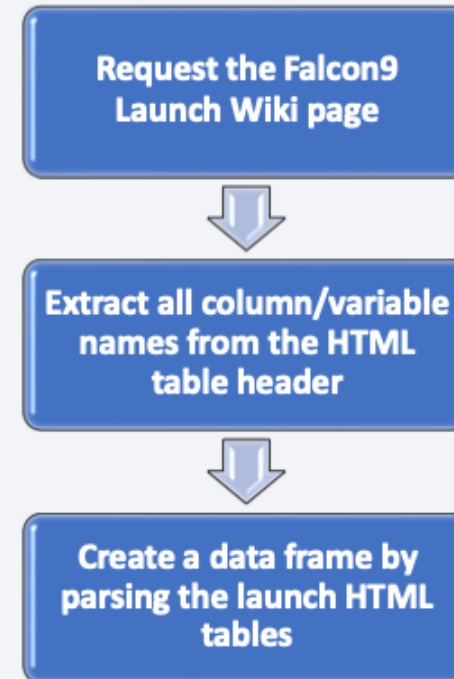 Request the Falcon9
Launch Wiki page
Extract all column/variable
names from the HTML
table header
Create a data frame by
parsing the launch HTML
tables